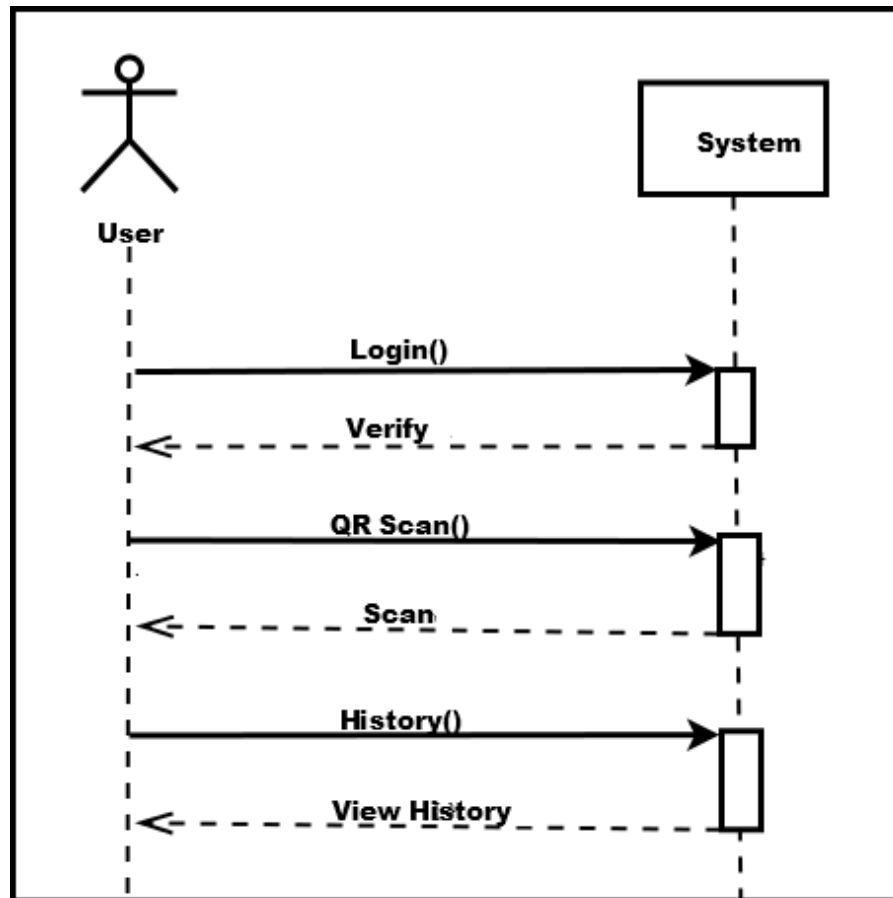 System
User
Login()
Verify
QR Scan()
Scan
History()
View History